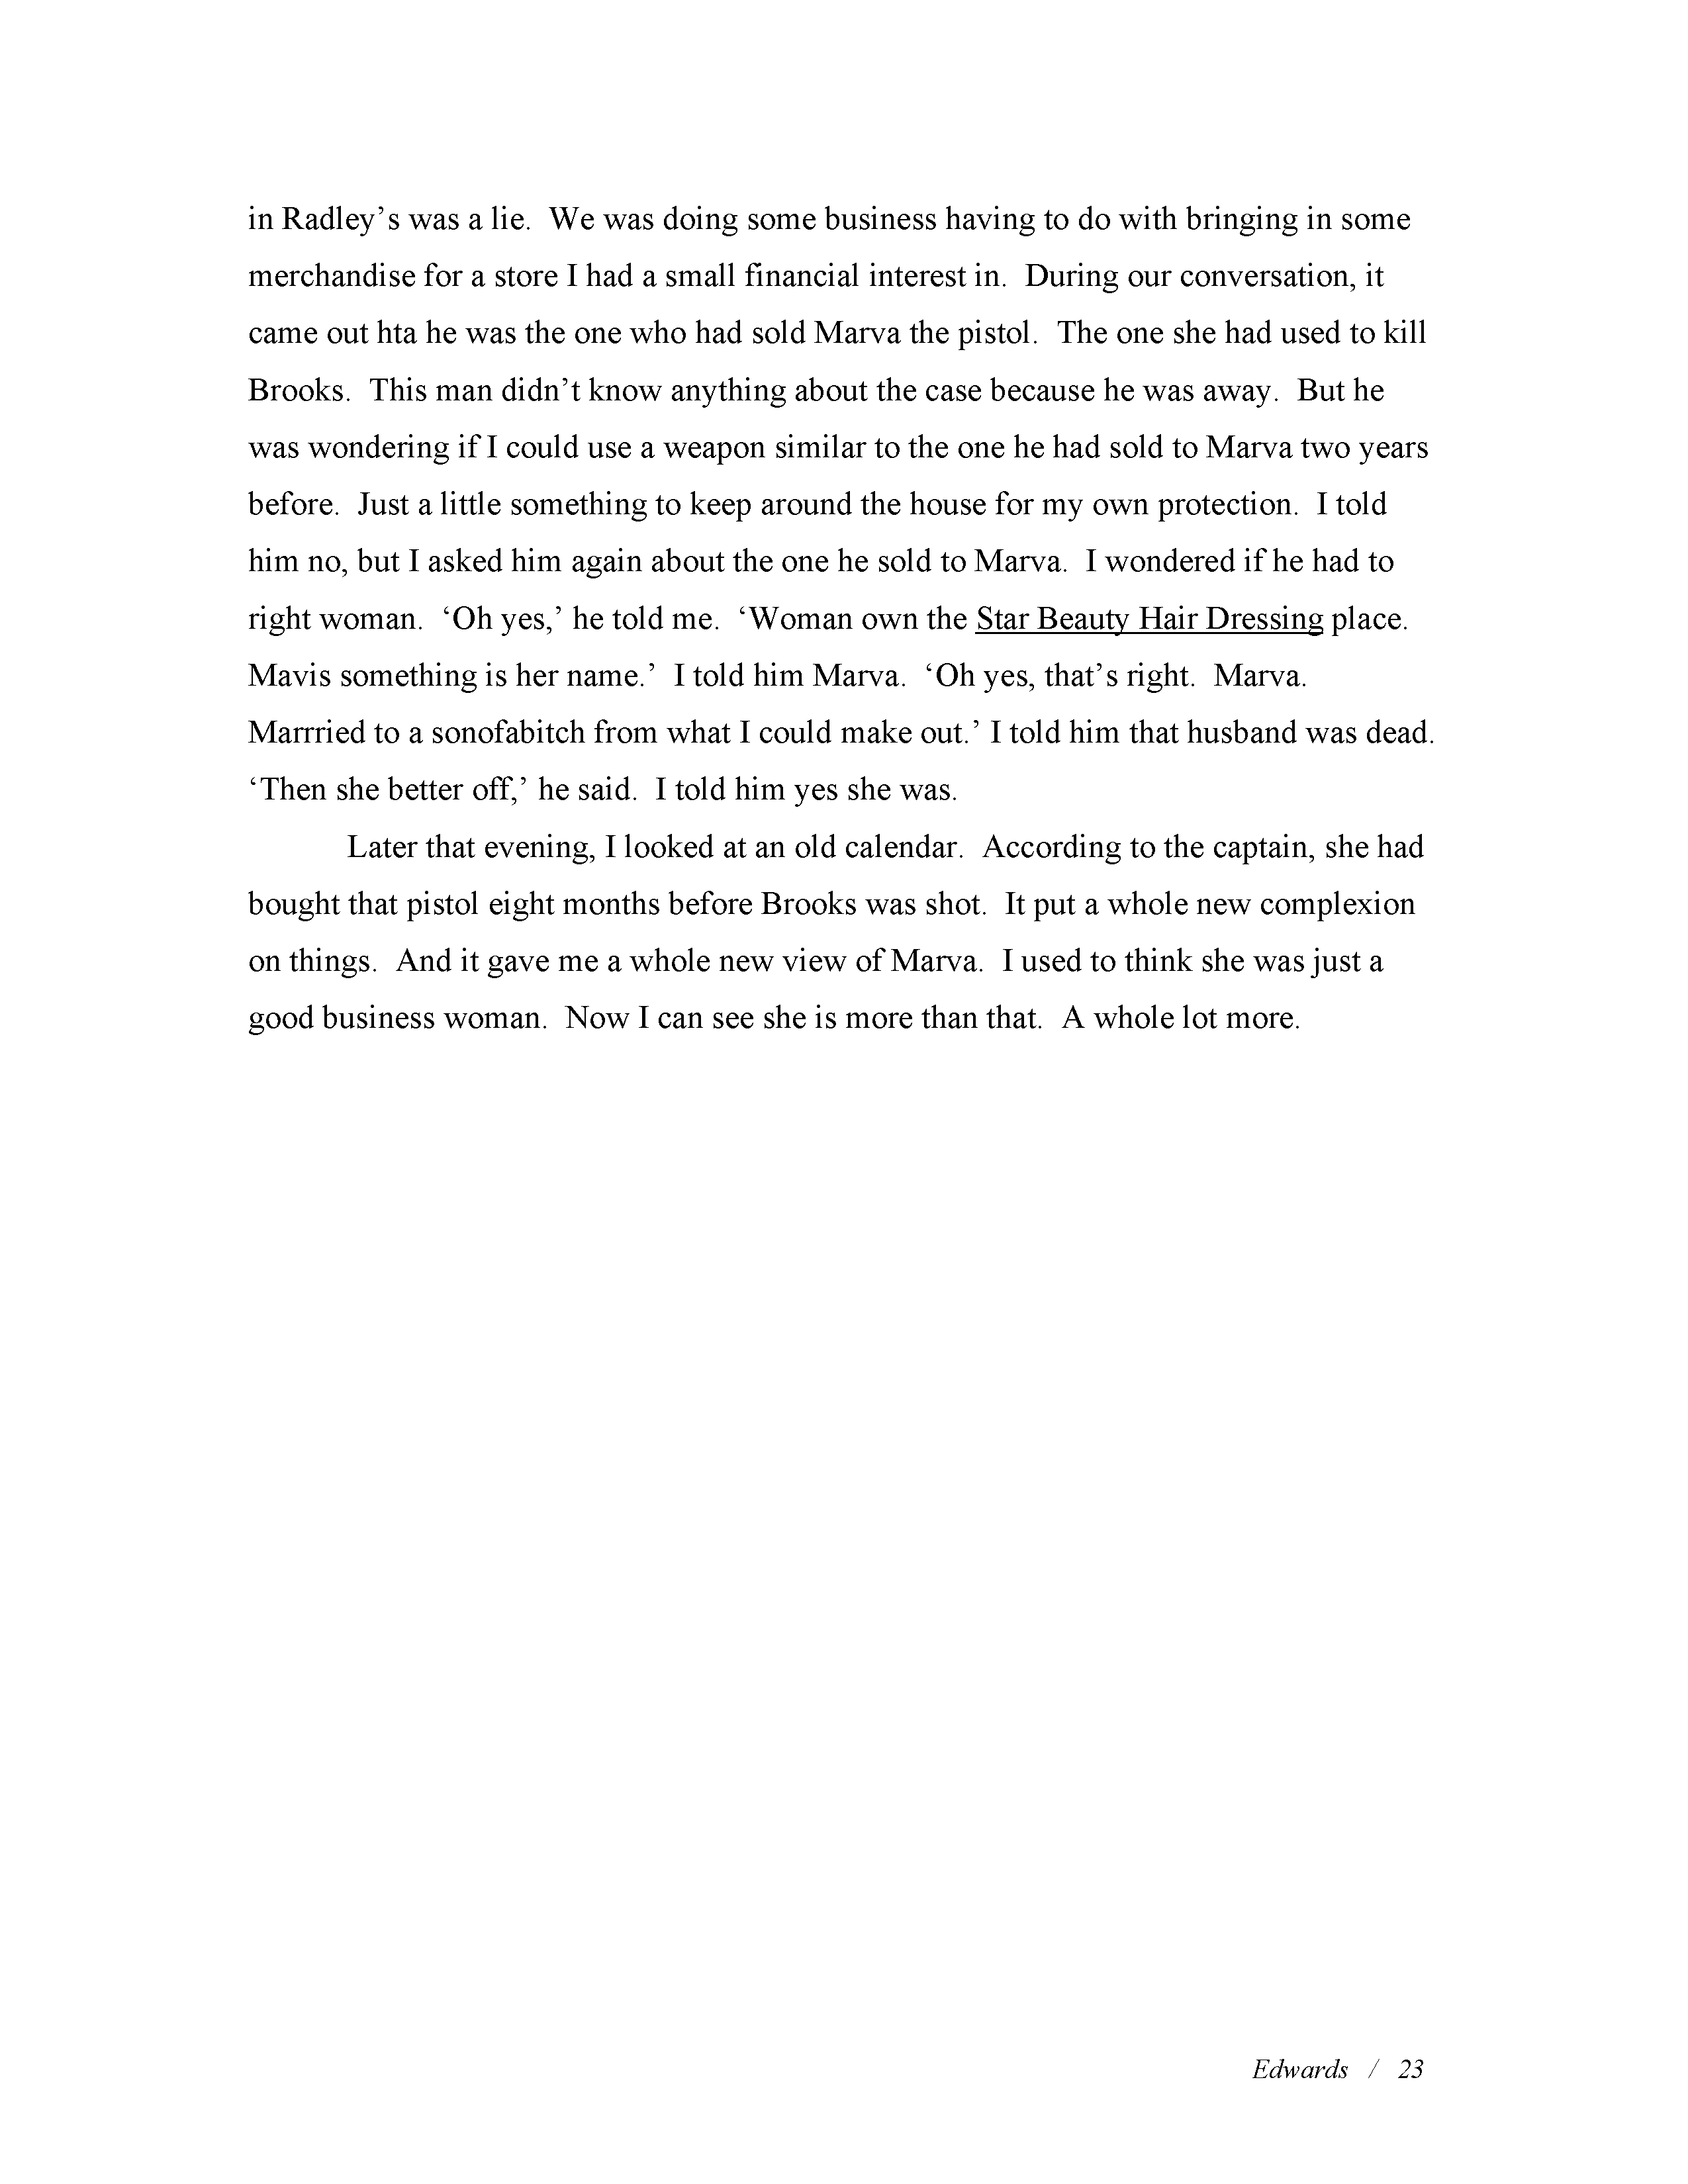 in Radley’s was a lie.  We was doing some business having to do with bringing in some
merchandise for a store I had a small financial interest in.  During our conversation, it
came out hta he was the one who had sold Marva the pistol.  The one she had used to kill
Brooks.  This man didn’t know anything about the case because he was away.  But he
was wondering if I could use a weapon similar to the one he had sold to Marva two years
before.  Just a little something to keep around the house for my own protection.  I told
him no, but I asked him again about the one he sold to Marva.  I wondered if he had to
right woman.  ‘Oh yes,’ he told me.  ‘Woman own the Star Beauty Hair Dressing place.
Mavis something is her name.’  I told him Marva.  ‘Oh yes, that’s right.  Marva.
Marrried to a sonofabitch from what I could make out.’ I told him that husband was dead.
‘Then she better off,’ he said.  I told him yes she was.
Later that evening, I looked at an old calendar.  According to the captain, she had
bought that pistol eight months before Brooks was shot.  It put a whole new complexion
on things.  And it gave me a whole new view of Marva.  I used to think she was just a
good business woman.  Now I can see she is more than that.  A whole lot more.
Edwards / 23